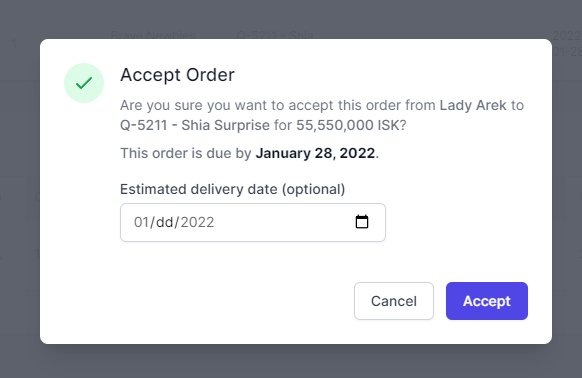 Accept Order
Are you sure you want to accept this order from Lady Arek to
Q-5211 - Shia Surprise for 55,550,000 ISK?
This order is due by January 28, 2022.
Estimated delivery date (optional)
01/dd/2022
Cancel
Accept